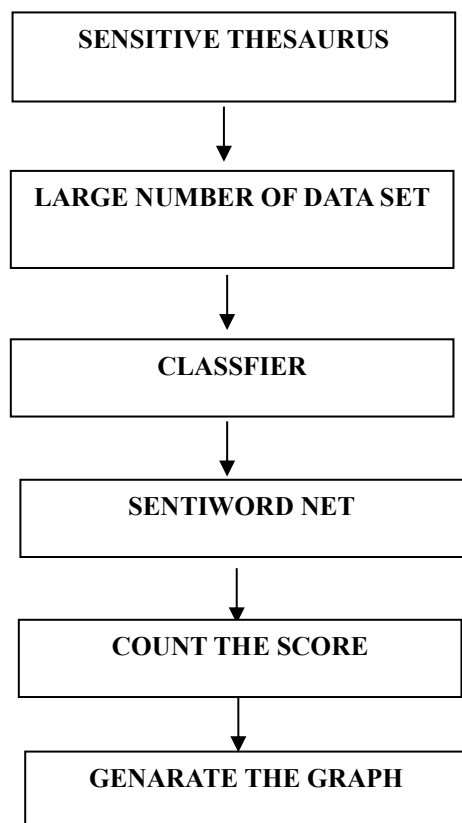 SENSITIVE THESAURUS
LARGE NUMBER OF DATA SET
CLASSFIER
SENTIWORD NET
COUNT THE SCORE
GENARATE THE GRAPH